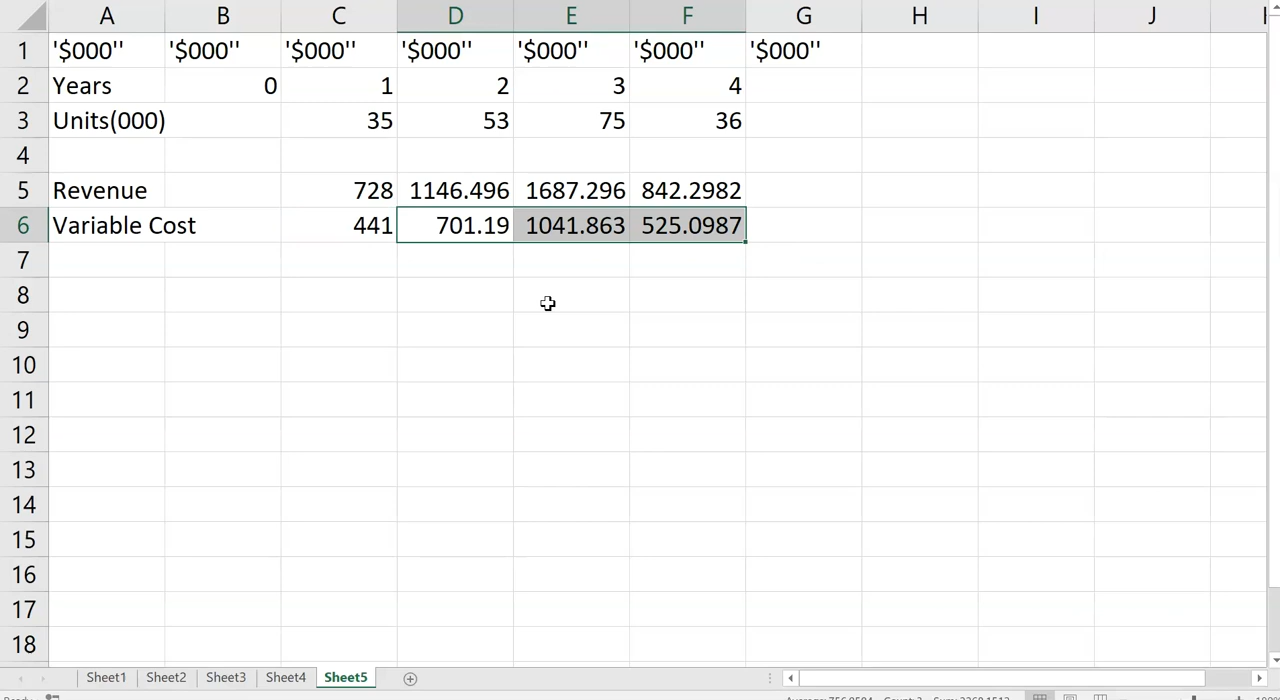 A B C D E F G H I J
1 '$000'' '$000'' '$000'' '$000'' '$000'' '$000'' '$000''
2 Years 0 1 2 3 4
3 Units(000) 35 53 75 36
4
5 Revenue 728 1146.496 1687.296 842.2982
6 Variable Cost 441 701.19 1041.863 525.0987
7
8
9
10
11
12
13
14
15
16
17
18
Sheet1 Sheet2 Sheet3 Sheet4 Sheet5